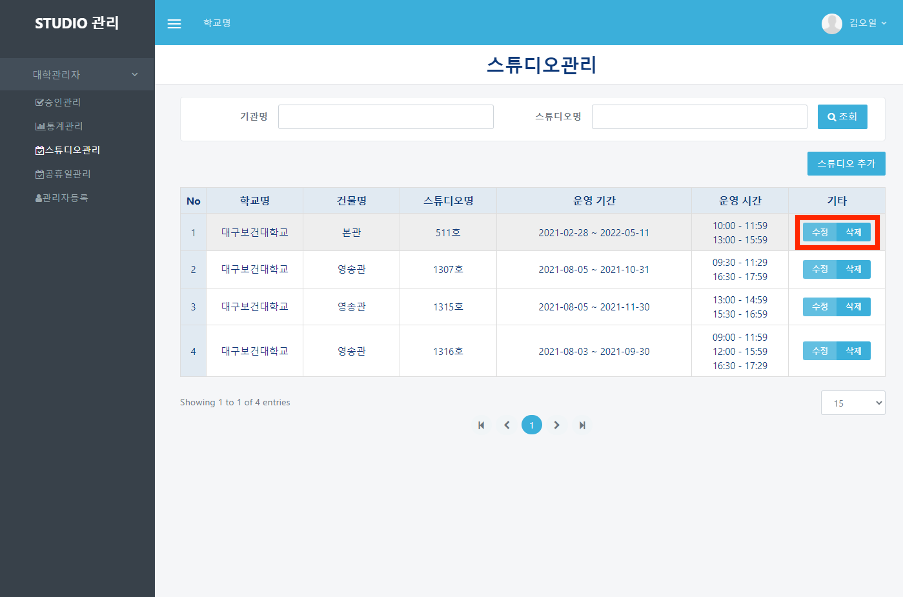 STUDIO 관리
학교명
김오일
대학관리자
승인관리
통계관리
스튜디오관리
공휴일관리
관리자등록
스튜디오관리
기관명
스튜디오명
조회
스튜디오 추가
No 학교명 건물명 스튜디오명 운영 기간 운영 시간 기타
1 대구보건대학교 본관 511호 2021-02-28 ~ 2022-05-11 10:00 - 11:59 수정 삭제
13:00 - 15:59
2 대구보건대학교 영송관 1307호 2021-08-05 ~ 2021-10-31 09:30 - 11:29 수정 삭제
16:30 - 17:59
3 대구보건대학교 영송관 1315호 2021-08-05 ~ 2021-11-30 13:00 - 14:59 수정 삭제
15:30 - 16:59
4 대구보건대학교 영송관 1316호 2021-08-03 ~ 2021-09-30 09:00 - 11:59 수정 삭제
12:00 - 15:59
16:30 - 17:29
Showing 1 to 1 of 4 entries
15
1